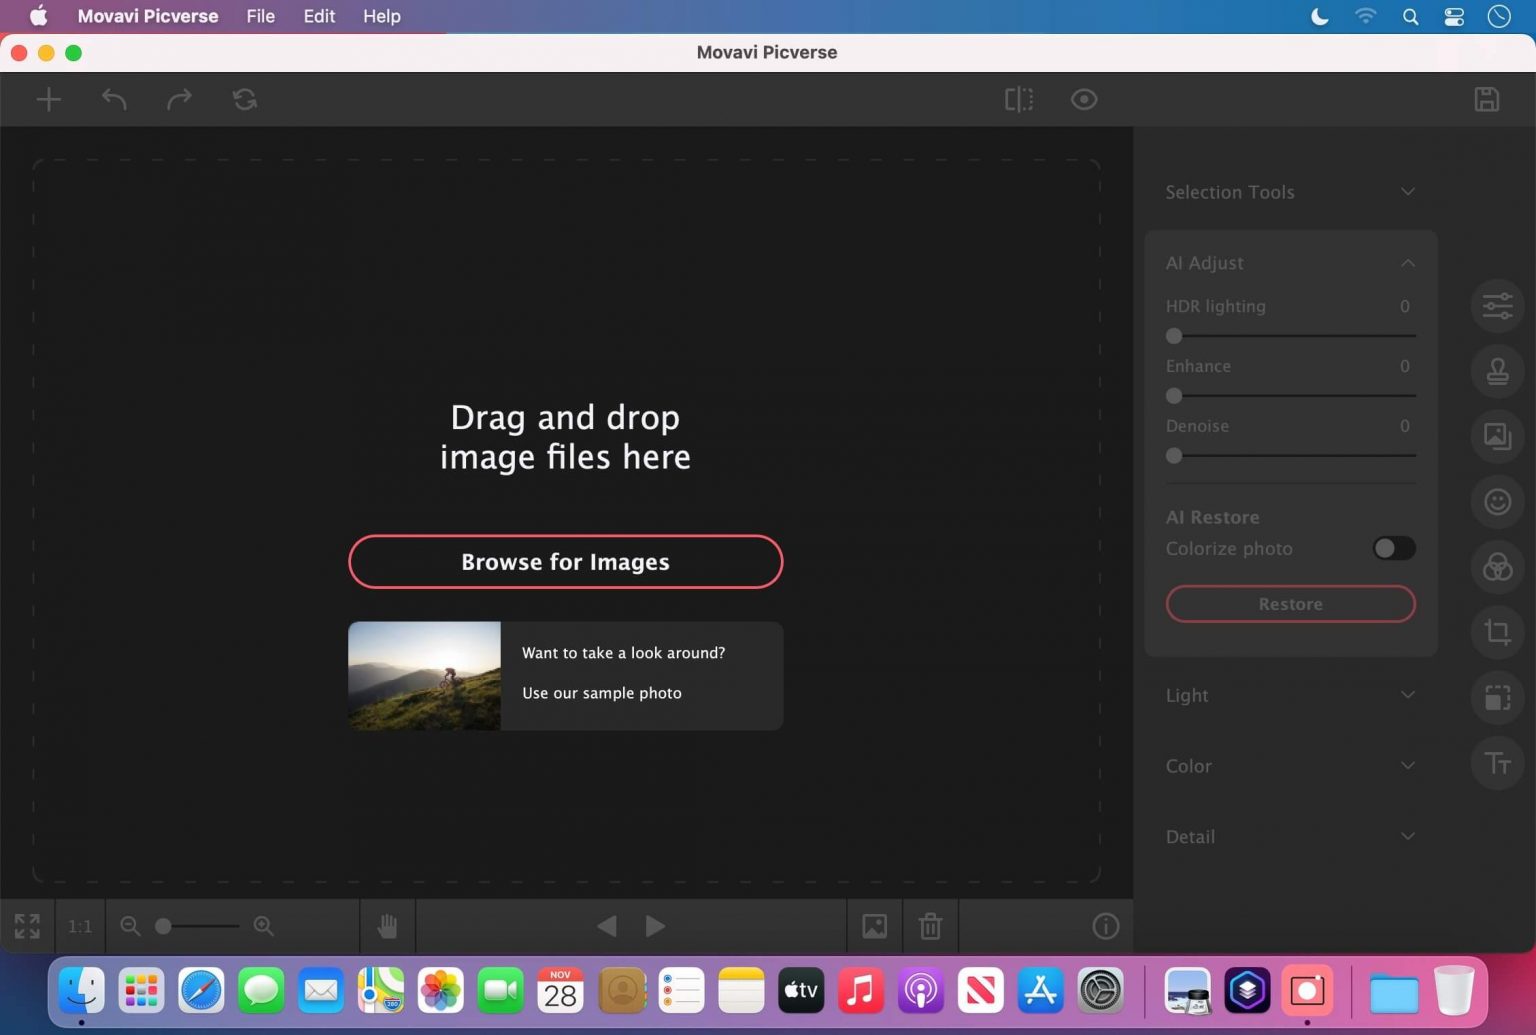 Movavi Picverse File Edit Help
Movavi Picverse
Selection Tools
AI Adjust
HDR lighting 0
Enhance 0
Denoise 0
AI Restore
Colorize photo
Restore
Light
Color
Detail
Drag and drop
image files here
Browse for Images
Want to take a look around?
Use our sample photo
1:1
TT
NOV
28
280
tv